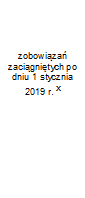 zobowiązań
zaciągniętych po
dniu 1 stycznia
2019 r. x